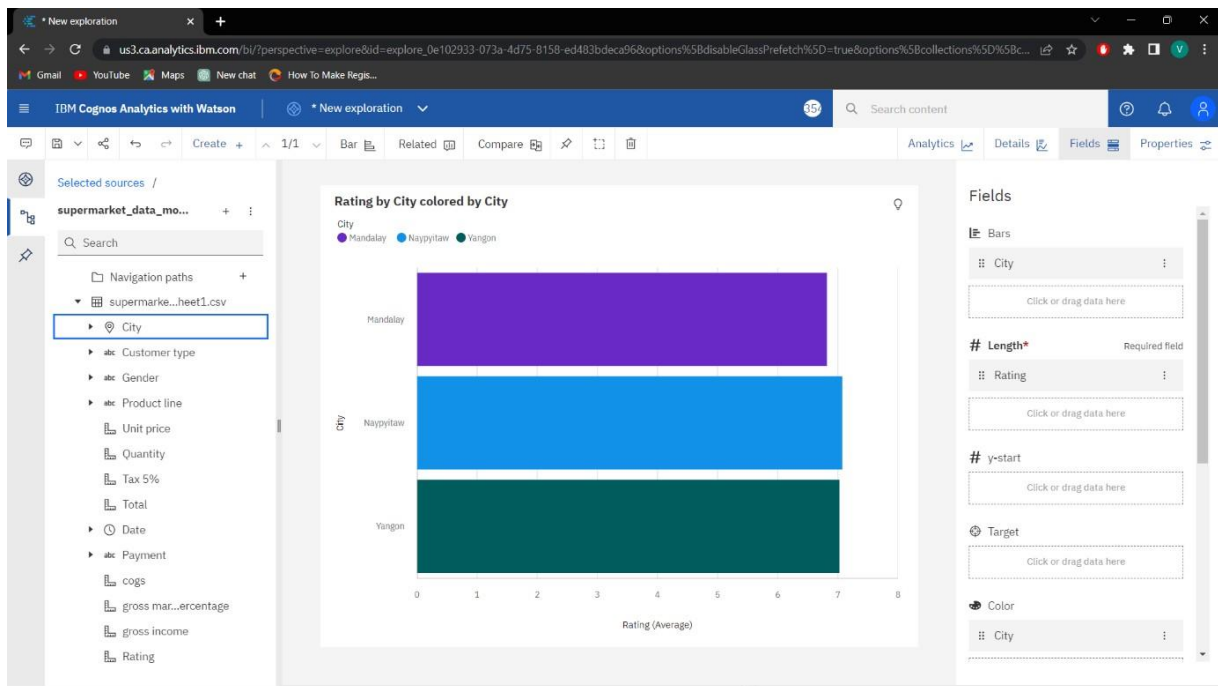 * New exploration
us3.ca.analytics.ibm.com/bi/?perspective=explore&id=explore_0e102933-073a-4d75-8158-ed483bdeca96&options%5BdisableGlassPrefetch%5D=true&options%5Bcollections%5D%5Bc...
V
Gmail YouTube Maps New chat How To Make Regis...
IBM Cognos Analytics with Watson * New exploration Search content
Create + 1/1 Bar Related Compare Analytics Details Fields Properties
Selected sources /
supermarket_data_mo...
Search
Navigation paths
supermarke...heet1.csv
City
abc Customer type
abc Gender
abc Product line
Unit price
Quantity
Tax 5%
Total
Date
abc Payment
cogs
gross mar...ercentage
gross income
Rating
Rating by City colored by City
City
Mandalay Naypyitaw Yangon
Mandalay
Naypyitaw
Yangon
City
0 1 2 3 4 5 6 7 8
Rating (Average)
Fields
Bars
City
Click or drag data here
# Length* Required field
Rating
Click or drag data here
# y-start
Click or drag data here
Target
Click or drag data here
Color
City